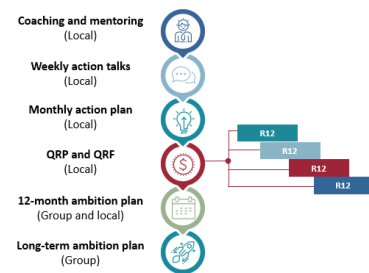 Coaching and mentoring
(Local)
Weekly action talks
(Local)
Monthly action plan
(Local)
R12
R12
QRP and QRF
(Local)
R12
R12
12-month ambition plan
(Group and local)
Long-term ambition plan
(Group)